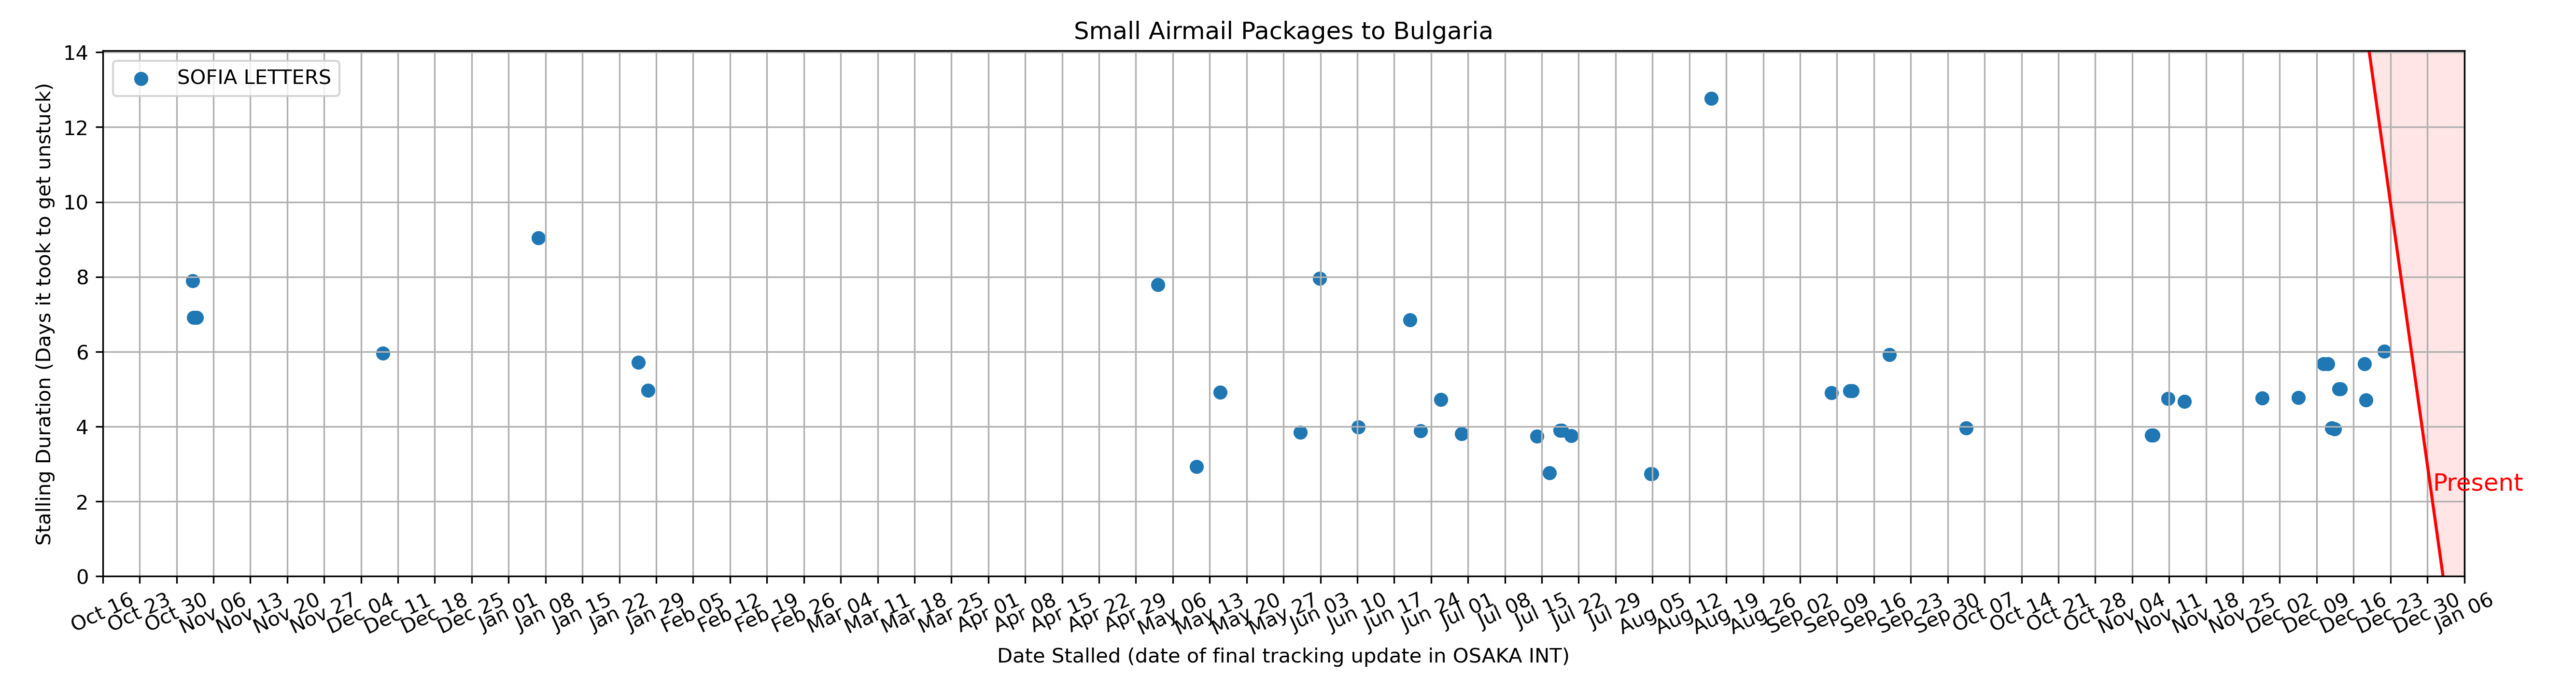 Small Airmail Packages to Bulgaria
Stalling Duration (Days it took to get unstuck)
14
12
10
8
6
4
2
0
SOFIA LETTERS
Present
Oct 16
Oct 23
Oct 30
Nov 06
Nov 13
Nov 20
Nov 27
Dec 04
Dec 11
Dec 18
Dec 25
Jan 01
Jan 08
Jan 15
Jan 22
Jan 29
Feb 05
Feb 12
Feb 19
Feb 26
Mar 04
Mar 11
Mar 18
Mar 25
Apr 01
Apr 08
Apr 15
Apr 22
Apr 29
May 06
May 13
May 20
May 27
Jun 03
Jun 10
Jun 17
Jun 24
Jul 01
Jul 08
Jul 15
Jul 22
Jul 29
Aug 05
Aug 12
Aug 19
Aug 26
Sep 02
Sep 09
Sep 16
Sep 23
Sep 30
Oct 07
Oct 14
Oct 21
Oct 28
Nov 04
Nov 11
Nov 18
Nov 25
Dec 02
Dec 09
Dec 16
Dec 23
Dec 30
Jan 06
Date Stalled (date of final tracking update in OSAKA INT)